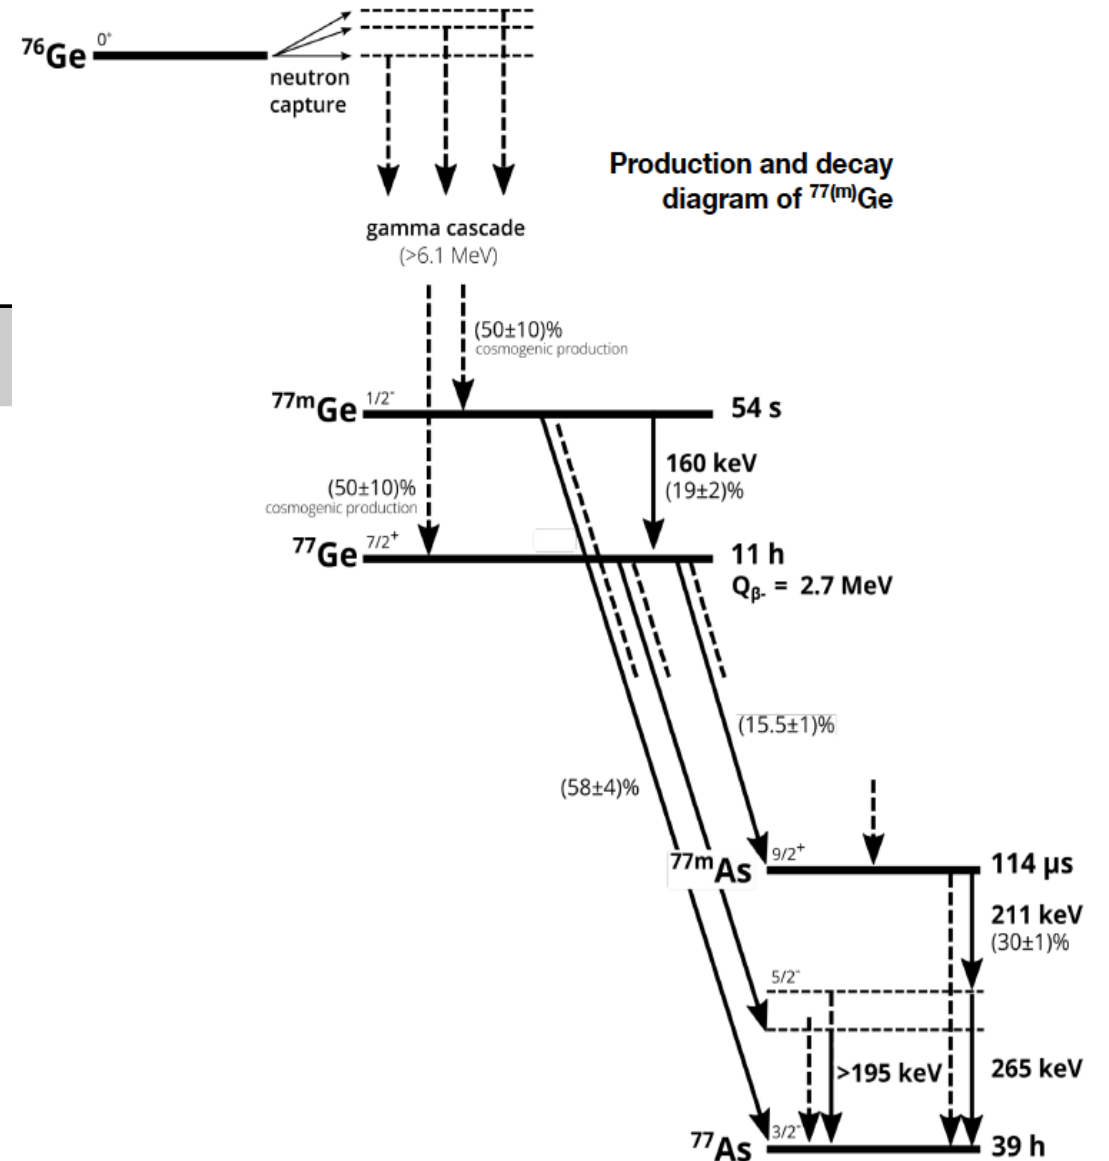 ⁷⁶Ge 0⁺
neutron
capture
Production and decay
diagram of ⁷⁷⁽ᵐ⁾Ge
gamma cascade
(>6.1 MeV)
(50±10)%
cosmogenic production
⁷⁷ᵐGe 1/2⁻ 54 s
160 keV
(19±2)%
(50±10)%
cosmogenic production
⁷⁷Ge 7/2⁺ 11 h
Qβ- = 2.7 MeV
(15.5±1)%
(58±4)%
⁷⁷ᵐAs 9/2⁺ 114 µs
211 keV
(30±1)%
5/2⁻
>195 keV 265 keV
⁷⁷As 3/2⁻ 39 h